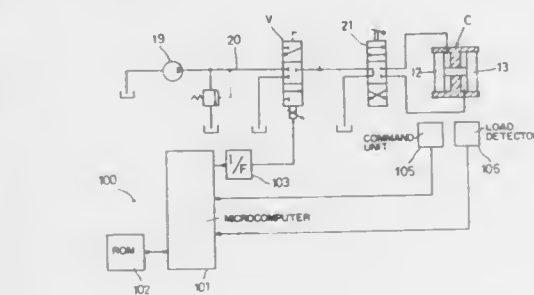 V
21
C
19
20
12
13
COMMAND
UNIT
105
LOAD
DETECTOR
106
I/F
103
100
MICROCOMPUTER
ROM
102
101